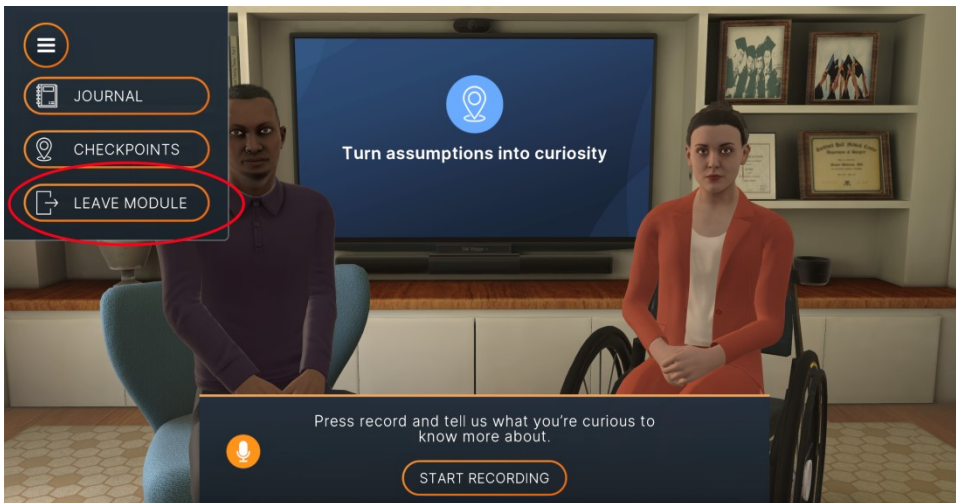 JOURNAL
CHECKPOINTS
LEAVE MODULE
Turn assumptions into curiosity
Press record and tell us what you're curious to
know more about.
START RECORDING